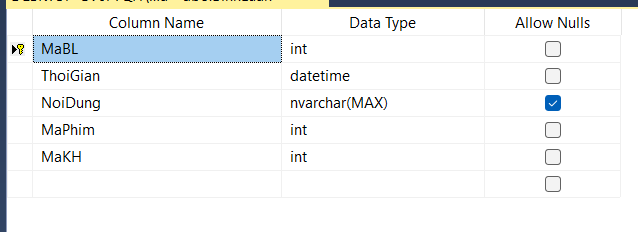 Column Name Data Type Allow Nulls
MaBL int
ThoiGian datetime
NoiDung nvarchar(MAX)
MaPhim int
MaKH int